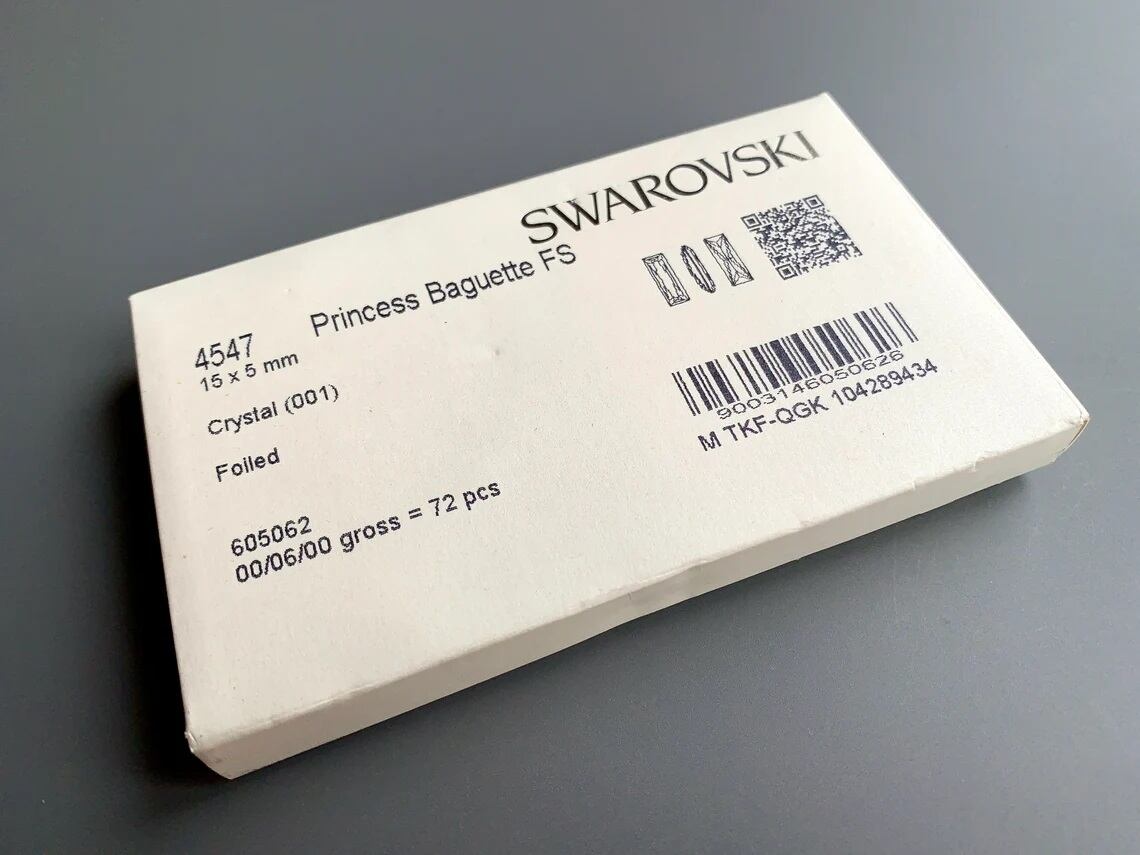 SWAROVSKI
4547 Princess Baguette FS
15 x 5 mm
Crystal (001)
Foiled
605062
00/06/00 gross = 72 pcs
9003146050626
M TKF-QGK 104289434